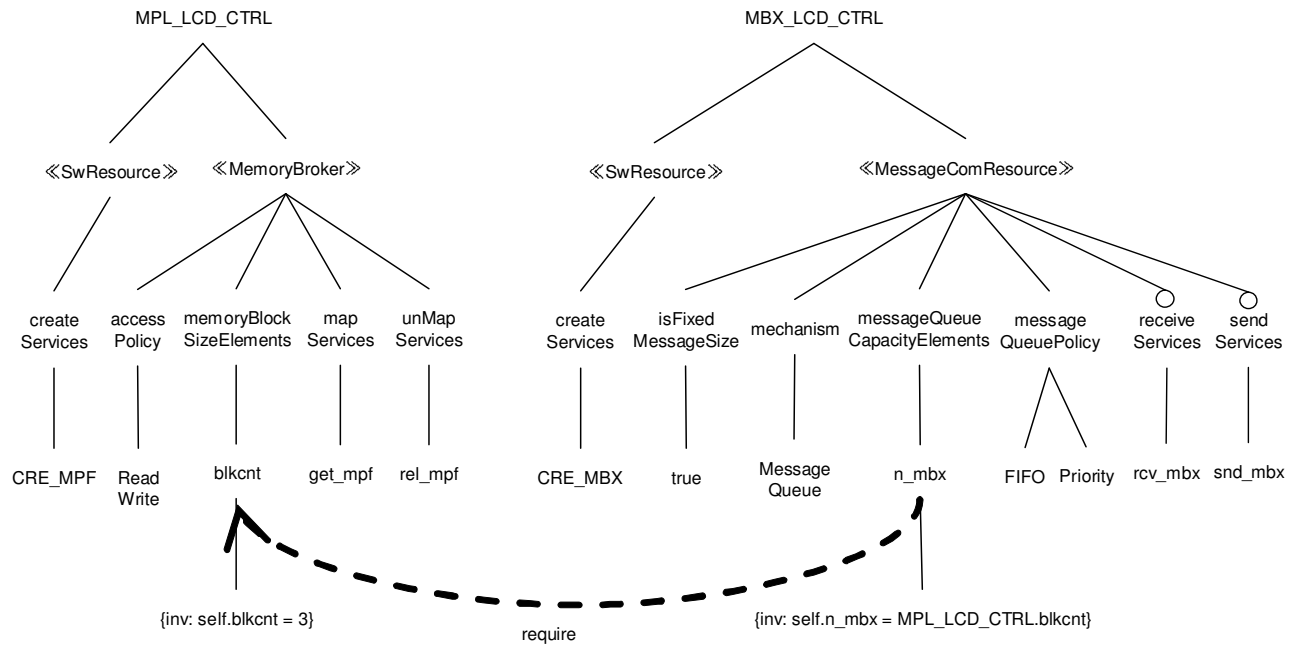 MPL_LCD_CTRL
MBX_LCD_CTRL
≪SwResource≫
≪MemoryBroker≫
≪SwResource≫
≪MessageComResource≫
create
Services
access
Policy
memoryBlock
SizeElements
map
Services
unMap
Services
create
Services
isFixed
MessageSize
mechanism
messageQueue
CapacityElements
message
QueuePolicy
receive
Services
send
Services
CRE_MPF
Read
Write
blkcnt
get_mpf
rel_mpf
CRE_MBX
true
Message
Queue
n_mbx
FIFO
Priority
rcv_mbx
snd_mbx
{inv: self.blkcnt = 3}
{inv: self.n_mbx = MPL_LCD_CTRL.blkcnt}
require